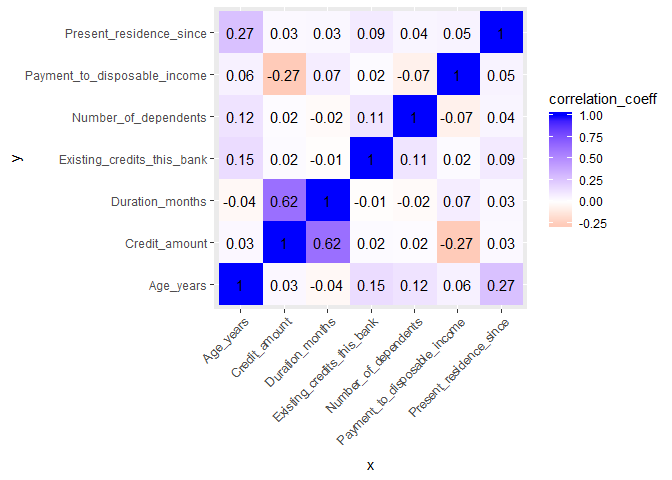 Present_residence_since 0.27 0.03 0.03 0.09 0.04 0.05 1
Payment_to_disposable_income 0.06 -0.27 0.07 0.02 -0.07 1 0.05
Number_of_dependents 0.12 0.02 -0.02 0.11 1 -0.07 0.04
Existing_credits_this_bank 0.15 0.02 -0.01 1 0.11 0.02 0.09
Duration_months -0.04 0.62 1 -0.01 -0.02 0.07 0.03
Credit_amount 0.03 1 0.62 0.02 0.02 -0.27 0.03
Age_years 1 0.03 -0.04 0.15 0.12 0.06 0.27
y
Age_years
Credit_amount
Duration_months
Existing_credits_this_bank
Number_of_dependents
Payment_to_disposable_income
Present_residence_since
x
correlation_coeff
1.00
0.75
0.50
0.25
0.00
-0.25